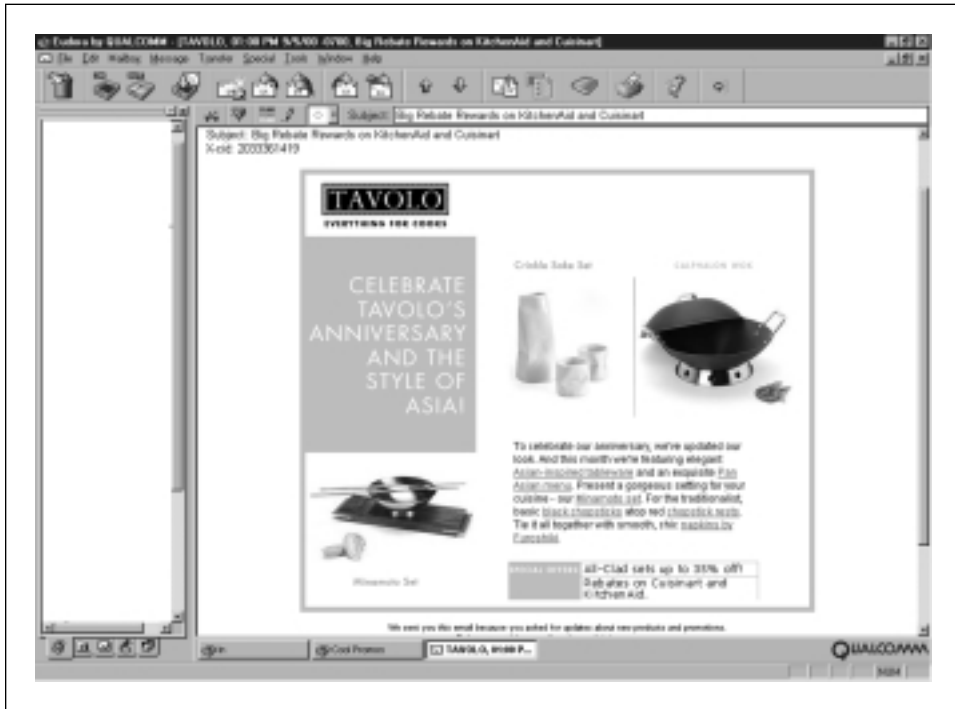 Eudora by QUALCOMM - [TAVOLO, 01:00 PM 9/5/00 -0700, Big Rebate Rewards on KitchenAid and Cuisinart]
File Edit Mailbox Message Transfer Special Tools Window Help
Subject: Big Rebate Rewards on KitchenAid and Cuisinart
Subject: Big Rebate Rewards on KitchenAid and Cuisinart
X-cid: 2033361419
TAVOLO
EVERYTHING FOR COOKS
CELEBRATE
TAVOLO'S
ANNIVERSARY
AND THE
STYLE OF
ASIA!
Crinkle Sake Set
CALPHALON WOK
To celebrate our anniversary, we've updated our
look. And this month we're featuring elegant
Asian-inspired tableware and an exquisite Pan
Asian menu. Present a gorgeous setting for your
cuisine - our Minamoto set. For the traditionalist,
basic black chopsticks atop red chopstick rests.
Tie it all together with smooth, chic napkins by
Furoshiki.
Minamoto Set
SPECIAL OFFERS
All-Clad sets up to 35% off!
Rebates on Cuisinart and
KitchenAid.
We sent you this email because you asked for updates about new products and promotions.
In
Cool Promos
TAVOLO, 01:00 P...
QUALCOMM
NUM